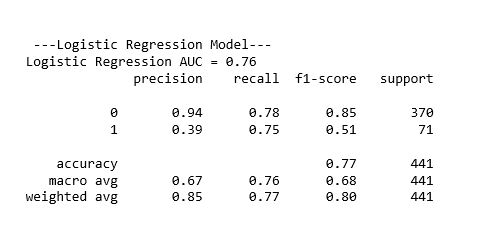 ---Logistic Regression Model---
Logistic Regression AUC = 0.76
precision recall f1-score support
0 0.94 0.78 0.85 370
1 0.39 0.75 0.51 71
accuracy 0.77 441
macro avg 0.67 0.76 0.68 441
weighted avg 0.85 0.77 0.80 441